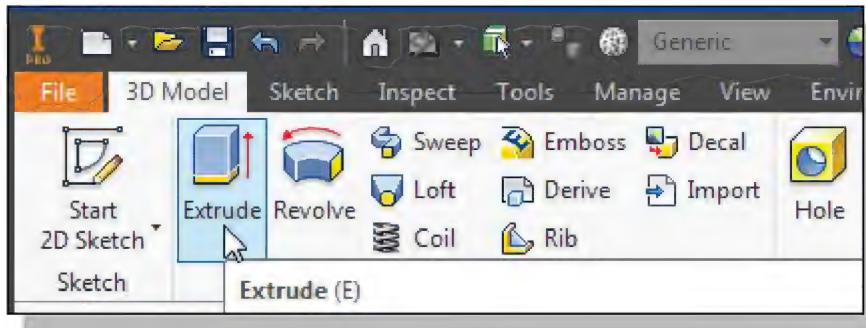 PRO
Generic
File 3D Model Sketch Inspect Tools Manage View Envir
Start
2D Sketch
Extrude
Revolve
Sweep
Loft
Coil
Emboss
Derive
Rib
Decal
Import
Hole
Sketch
Extrude (E)